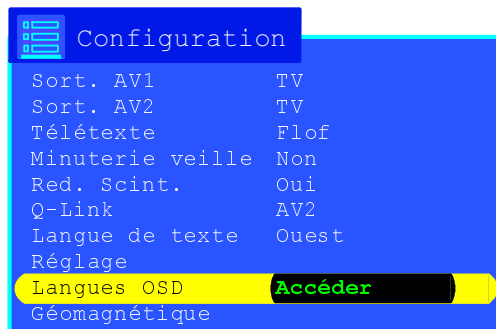 Configuration
Sort. AV1 TV
Sort. AV2 TV
Télétexte Flof
Minuterie veille Non
Red. Scint. Oui
Q-Link AV2
Langue de texte Ouest
Réglage
Langues OSD Accéder
Géomagnétique